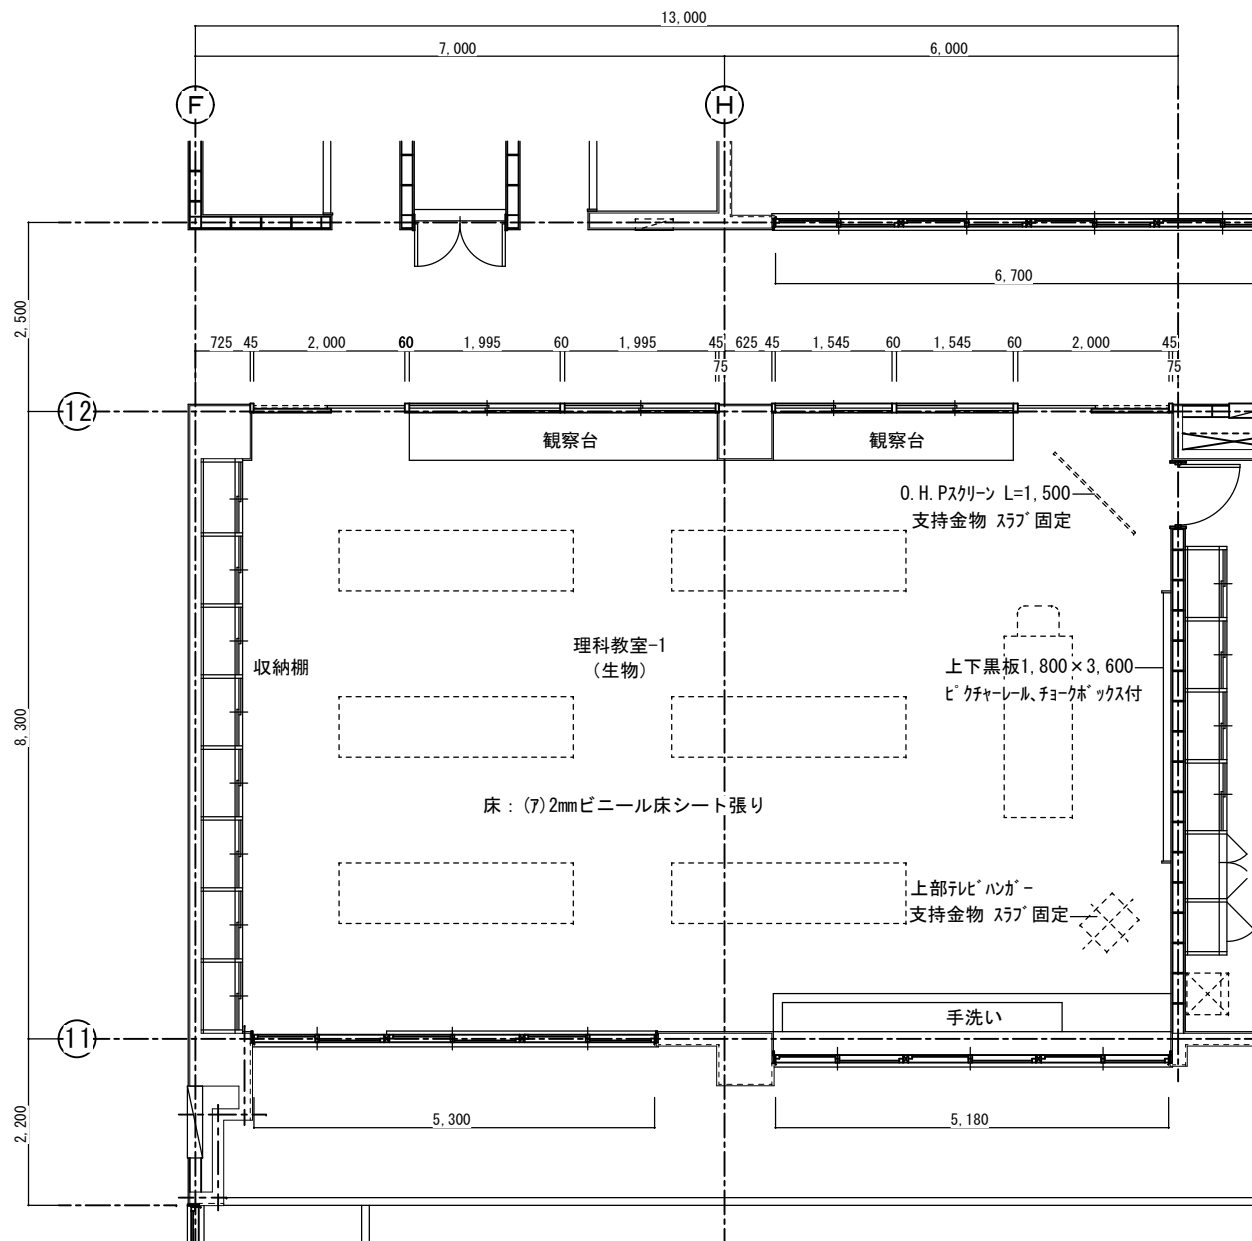 13,000
7,000
6,000
F
H
6,700
2,500
725 45 2,000 60 1,995 60 1,995 45 625 45 1,545 60 1,545 60 2,000 45
75 75
12
観察台
観察台
O.H.Pスクリーン L=1,500
支持金物 スラブ固定
理科教室-1
(生物)
収納棚
上下黒板1,800×3,600
ピクチャーレール、チョークボックス付
8,300
床:(ア)2mmビニール床シート張り
上部テレビハンガー
支持金物 スラブ固定
手洗い
11
5,300
5,180
2,200